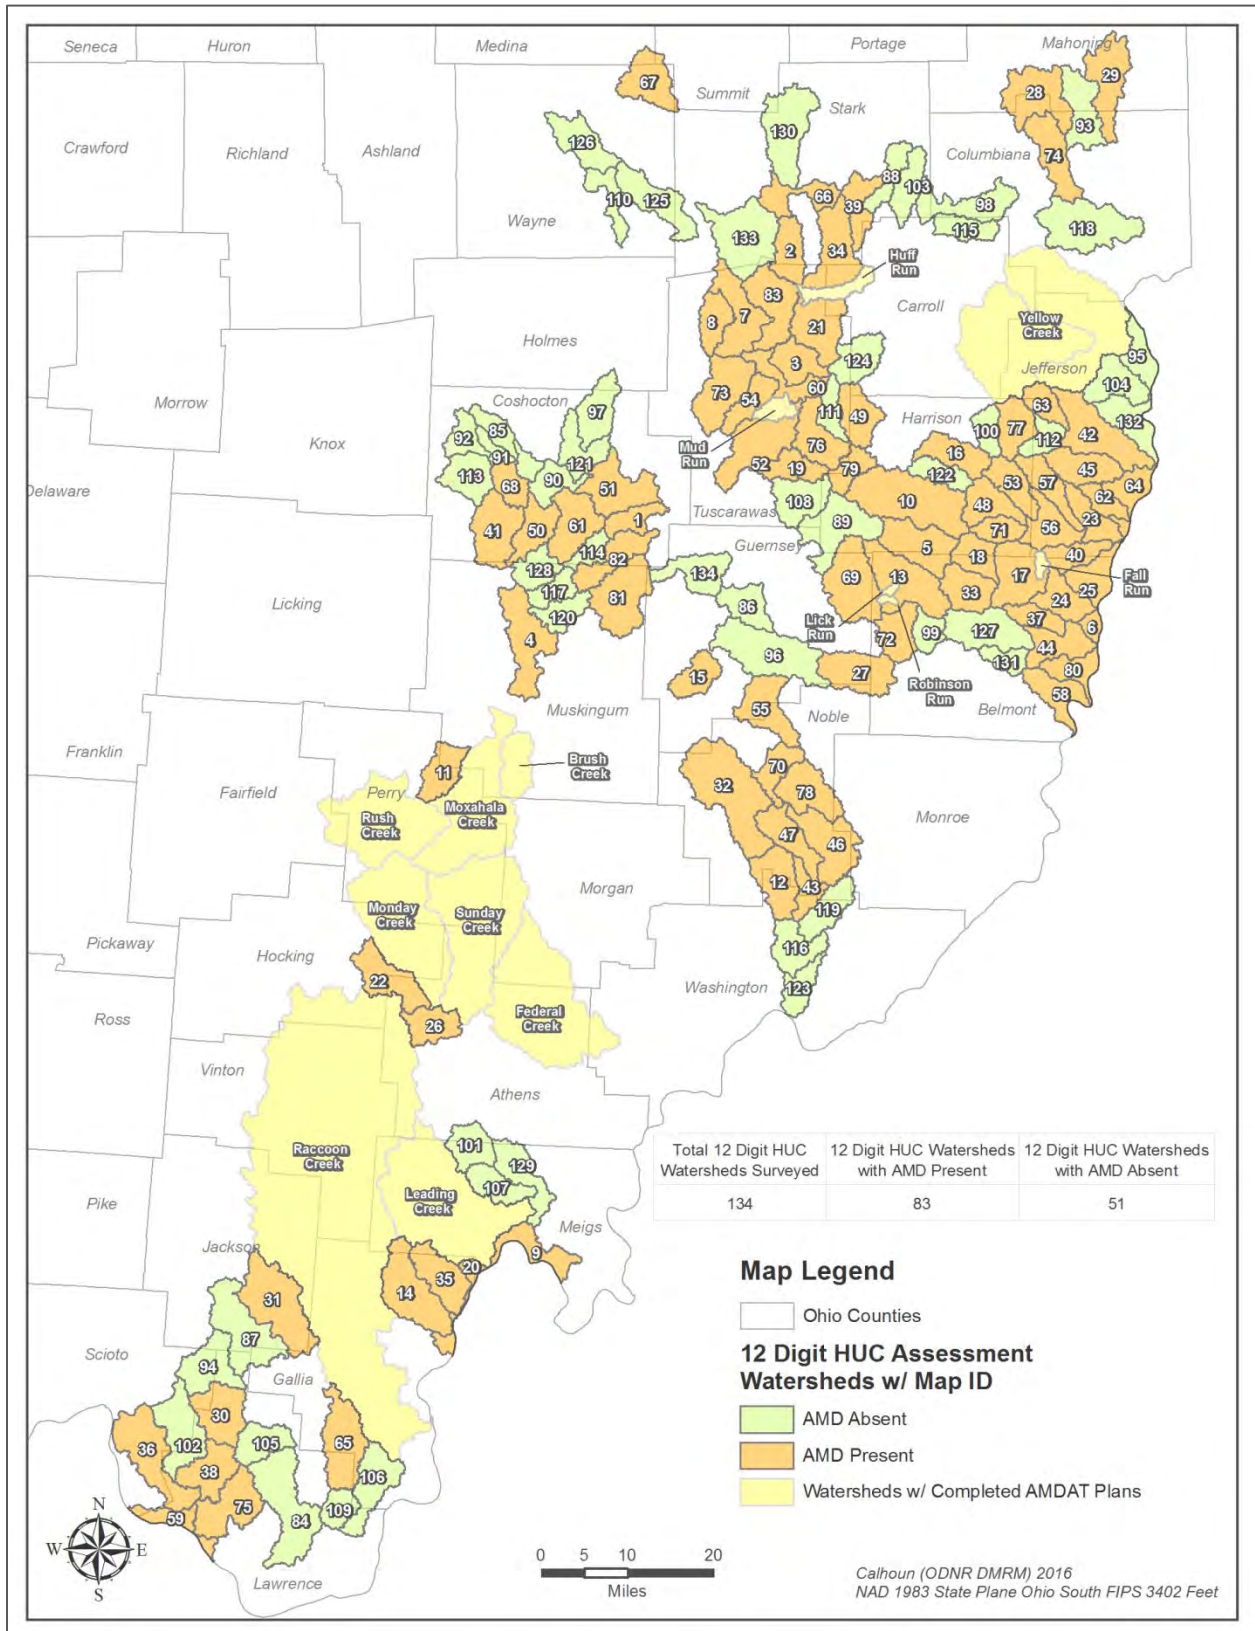 Seneca
Huron
Medina
Portage
Mahoning
67
29
28
Summit
Stark
93
130
126
Crawford
Richland
Ashland
Columbiana
74
88
103
110
125
66
39
98
Wayne
115
118
133
2
34
Huff
Run
83
Carroll
8
7
21
Yellow
Creek
Holmes
95
124
3
Jefferson
73
54
60
104
Morrow
Coshocton
97
63
111
49
Harrison
132
Knox
92
85
100
77
42
91
Mud
Run
76
112
16
113
121
52
19
79
45
Delaware
68
90
51
122
53
57
64
108
10
48
62
41
50
61
1
Tuscarawas
89
23
71
56
114
82
Guernsey
5
18
40
128
134
69
13
17
Fall
Run
Licking
117
81
33
25
86
24
120
Lick
Run
37
6
4
99
127
72
44
96
131
80
15
27
Robinson
Run
58
Muskingum
55
Noble
Belmont
Franklin
Brush
Creek
11
70
Fairfield
Perry
32
78
Moxahala
Creek
Rush
Creek
Monroe
47
46
12
43
Morgan
Monday
Creek
Sunday
Creek
119
Pickaway
Hocking
116
22
Washington
123
Ross
Federal
Creek
26
Vinton
Athens
101
Raccoon
Creek
129
107
Leading
Creek
Pike
Meigs
Jackson
9
20
35
14
31
87
Scioto
94
Gallia
30
36
102
105
65
38
106
75
109
59
84
Lawrence
N
W
E
S
Total 12 Digit HUC
Watersheds Surveyed
12 Digit HUC Watersheds
with AMD Present
12 Digit HUC Watersheds
with AMD Absent
134
83
51
Map Legend
Ohio Counties
12 Digit HUC Assessment
Watersheds w/ Map ID
AMD Absent
AMD Present
Watersheds w/ Completed AMDAT Plans
0 5 10 20
Miles
Calhoun (ODNR DMRM) 2016
NAD 1983 State Plane Ohio South FIPS 3402 Feet